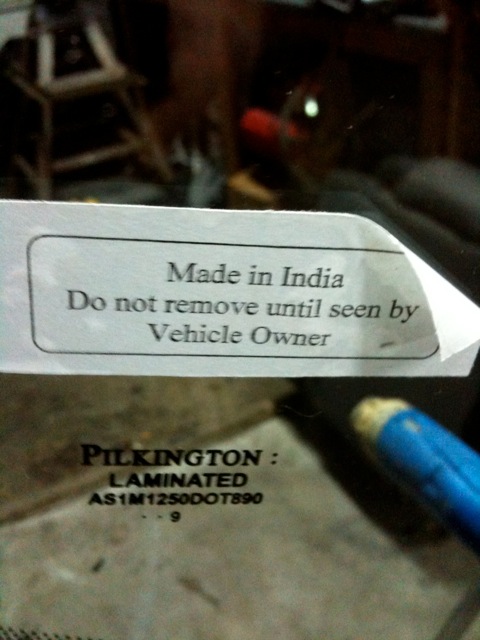 Made in India
Do not remove until seen by
Vehicle Owner
PILKINGTON :
LAMINATED
AS1M1250DOT890
. . 9